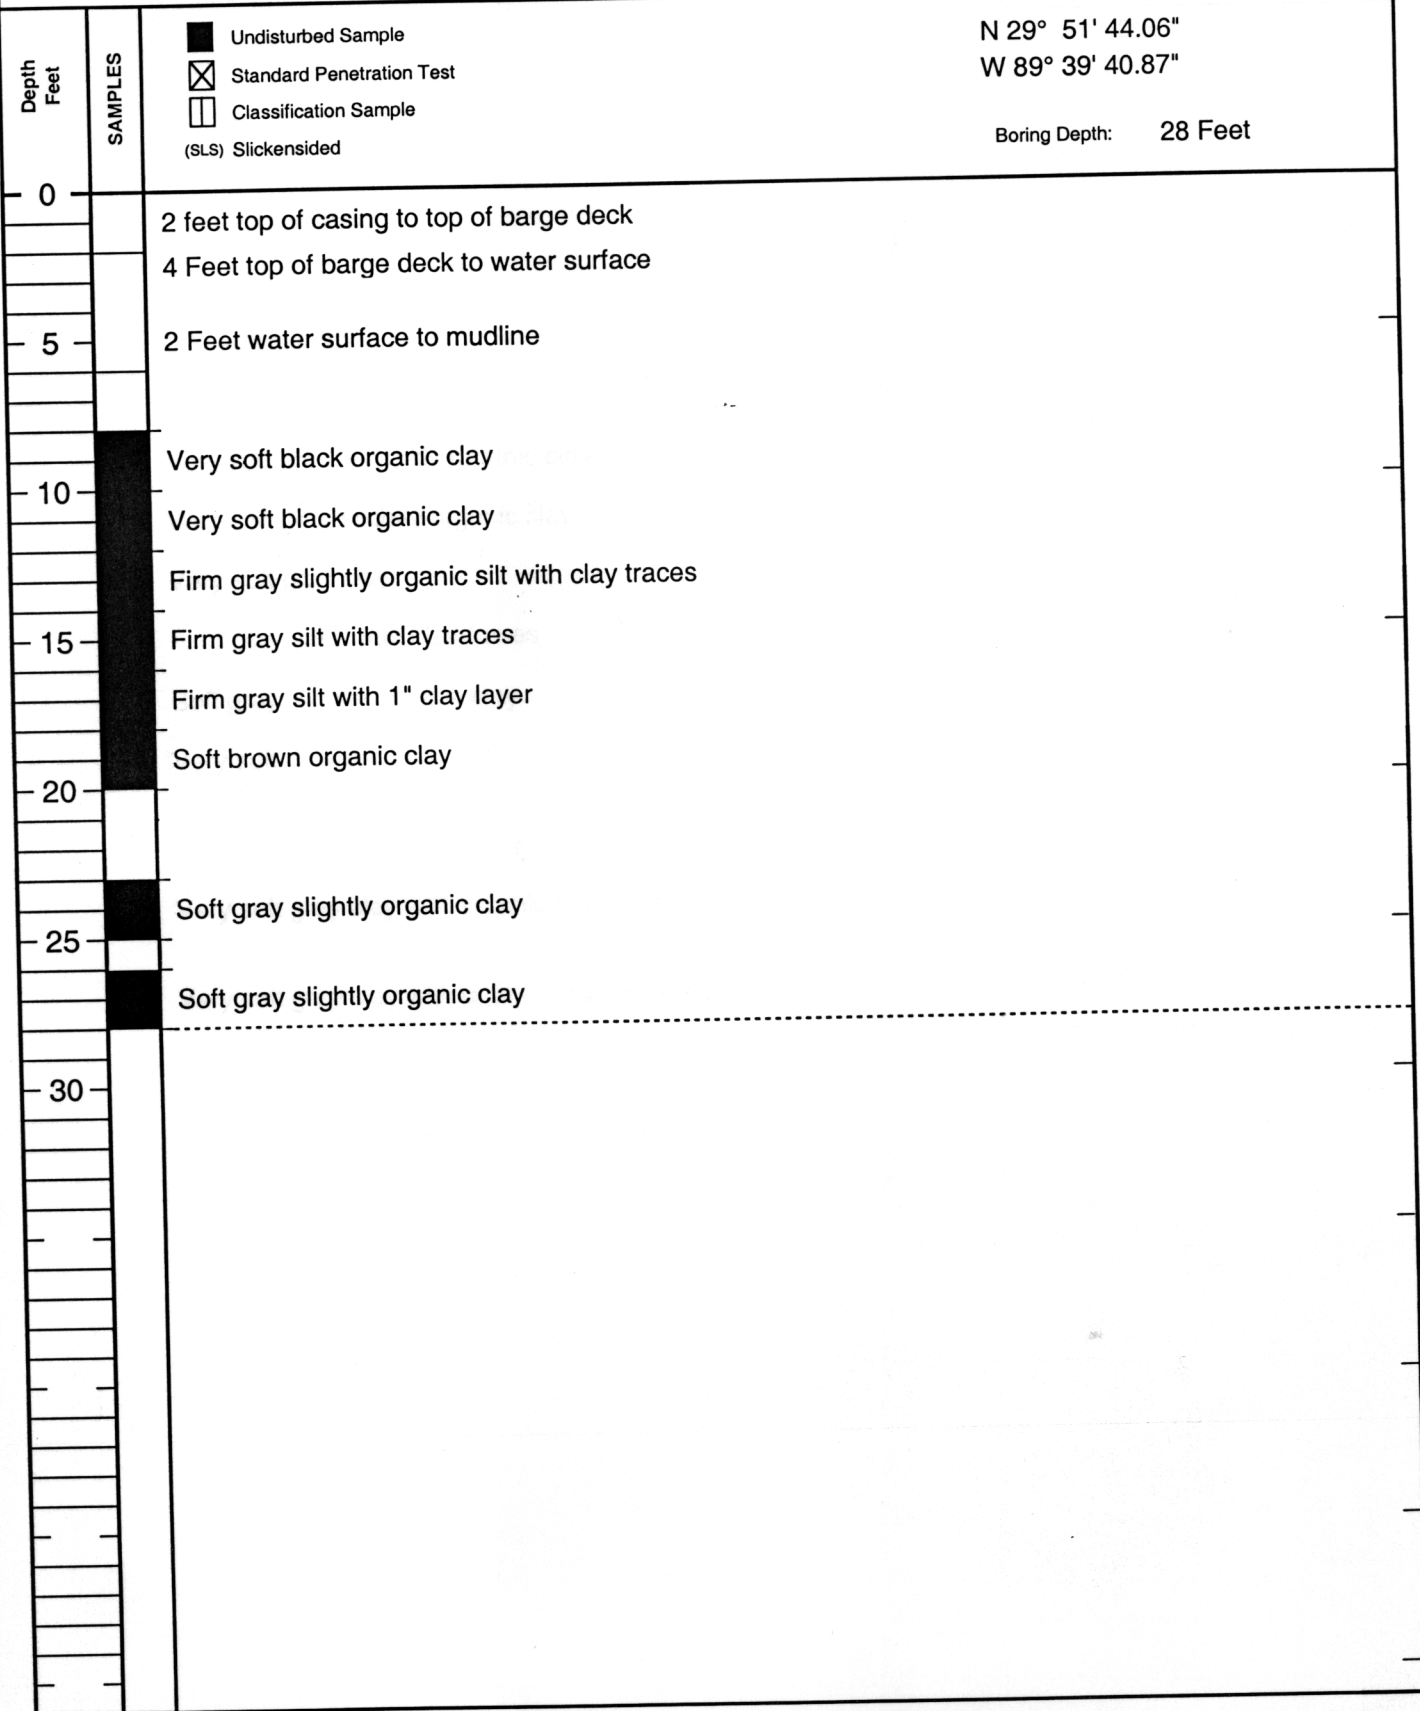 Depth
Feet
SAMPLES
Undisturbed Sample
Standard Penetration Test
Classification Sample
(SLS) Slickensided
N 29° 51' 44.06"
W 89° 39' 40.87"
Boring Depth: 28 Feet
0
2 feet top of casing to top of barge deck
4 Feet top of barge deck to water surface
5
2 Feet water surface to mudline
Very soft black organic clay
10
Very soft black organic clay
Firm gray slightly organic silt with clay traces
15
Firm gray silt with clay traces
Firm gray silt with 1" clay layer
Soft brown organic clay
20
Soft gray slightly organic clay
25
Soft gray slightly organic clay
30